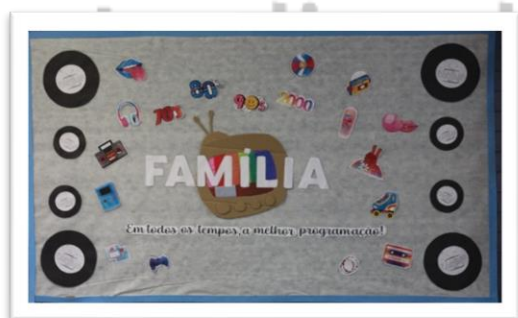 70's 80's 90's 2000
FAMÍLIA
Em todos os tempos, a melhor programação!